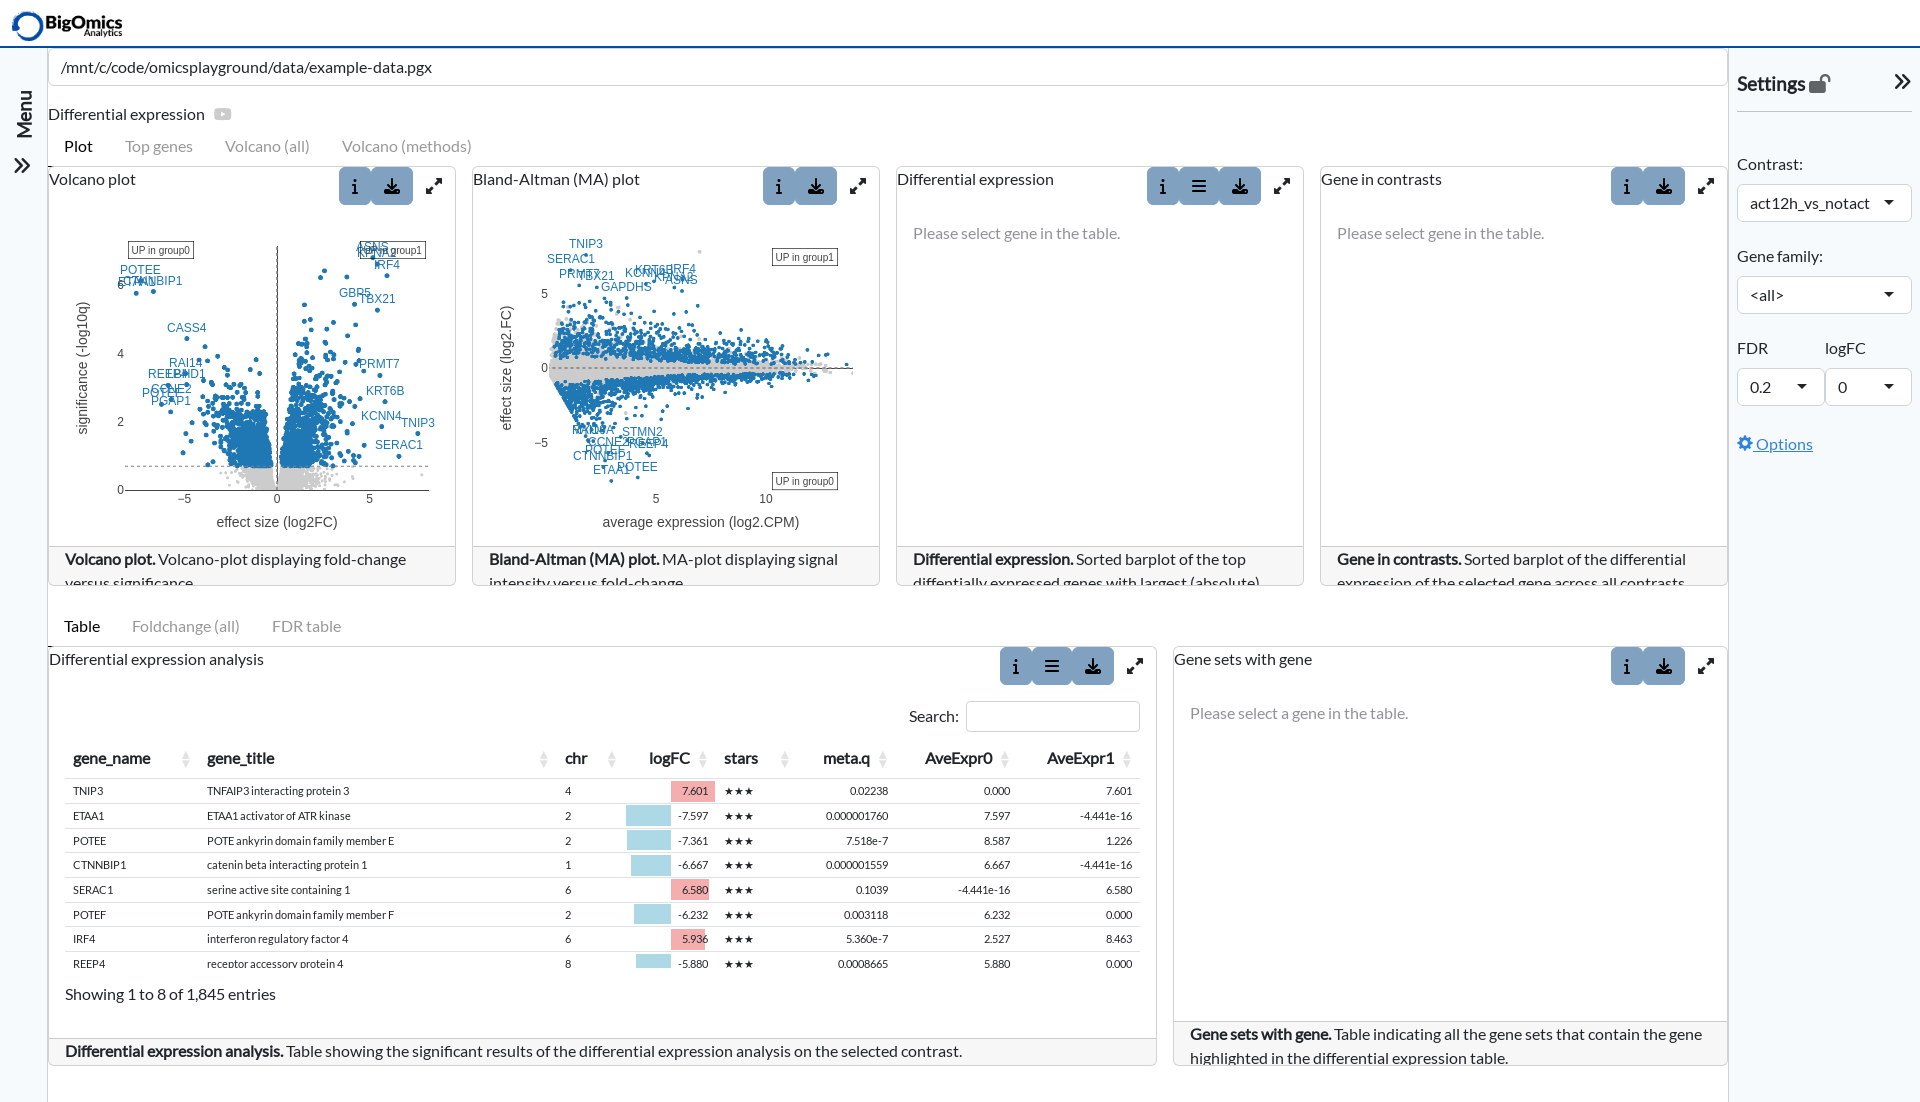 BigOmics
Analytics
/mnt/c/code/omicsplayground/data/example-data.pgx
Menu
Settings
Differential expression
Plot Top genes Volcano (all) Volcano (methods)
Volcano plot
UP in group0
ASNS
KPNA2
IRF4
POTEE
CTNNBIP1
GBP5
TBX21
CASS4
RAI14
PRMT7
KRT6B
PGAP1
KCNN4
TNIP3
SERAC1
6
4
2
0
−5 0 5
significance (-log10q)
effect size (log2FC)
Volcano plot. Volcano-plot displaying fold-change
versus significance.
Bland-Altman (MA) plot
TNIP3
UP in group1
SERAC1
PRMT7
TBX21
KCNN4
KRT6B
IRF4
KPNA2
ASNS
GAPDHS
5
0
−5
STMN2
CCNE2
PGAP1
REEP4
POTEF
CTNNBIP1
POTEE
ETAA1
UP in group0
5 10
effect size (log2.FC)
average expression (log2.CPM)
Bland-Altman (MA) plot. MA-plot displaying signal
intensity versus fold-change.
Differential expression
Please select gene in the table.
Differential expression. Sorted barplot of the top
diffentially expressed genes with largest (absolute)
Gene in contrasts
Please select gene in the table.
Gene in contrasts. Sorted barplot of the differential
expression of the selected gene across all contrasts.
Contrast:
act12h_vs_notact
Gene family:
<all>
FDR logFC
0.2 0
Options
Table Foldchange (all) FDR table
Differential expression analysis
Search:
gene_name gene_title chr logFC stars meta.q AveExpr0 AveExpr1
TNIP3 TNFAIP3 interacting protein 3 4 7.601 ★★★ 0.02238 0.000 7.601
ETAA1 ETAA1 activator of ATR kinase 2 -7.597 ★★★ 0.000001760 7.597 -4.441e-16
POTEE POTE ankyrin domain family member E 2 -7.361 ★★★ 7.518e-7 8.587 1.226
CTNNBIP1 catenin beta interacting protein 1 1 -6.667 ★★★ 0.000001559 6.667 -4.441e-16
SERAC1 serine active site containing 1 6 6.580 ★★★ 0.1039 -4.441e-16 6.580
POTEF POTE ankyrin domain family member F 2 -6.232 ★★★ 0.003118 6.232 0.000
IRF4 interferon regulatory factor 4 6 5.936 ★★★ 5.360e-7 2.527 8.463
REEP4 receptor accessory protein 4 8 -5.880 ★★★ 0.0008665 5.880 0.000
Showing 1 to 8 of 1,845 entries
Differential expression analysis. Table showing the significant results of the differential expression analysis on the selected contrast.
Gene sets with gene
Please select a gene in the table.
Gene sets with gene. Table indicating all the gene sets that contain the gene
highlighted in the differential expression table.